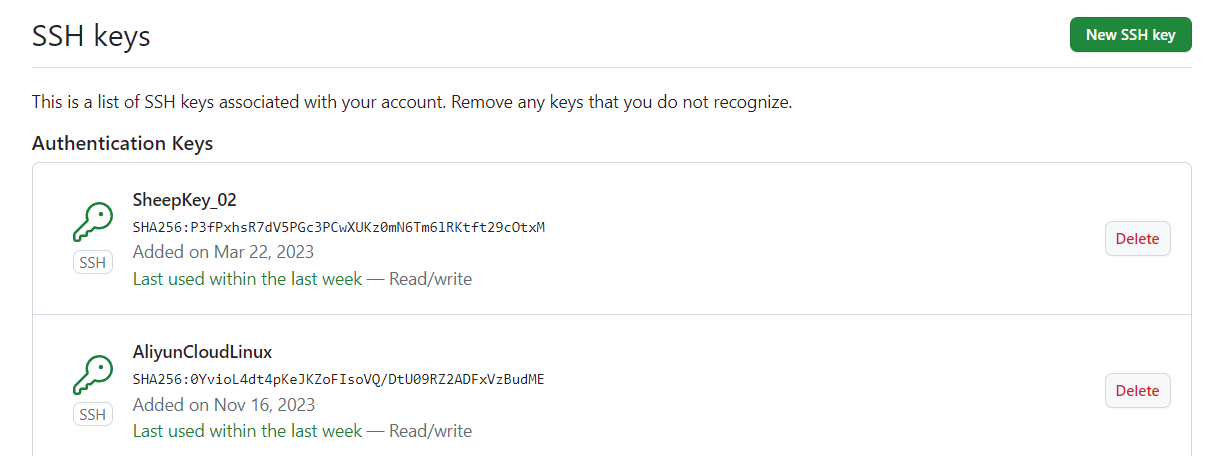 SSH keys
New SSH key
This is a list of SSH keys associated with your account. Remove any keys that you do not recognize.
Authentication Keys
SheepKey_02
SHA256:P3fPxhsR7dV5PGc3PCwXUKz0mN6Tm6lRKtft29cOtxM
SSH
Added on Mar 22, 2023
Last used within the last week — Read/write
Delete
AliyunCloudLinux
SHA256:0YvioL4dt4pKeJKZoFIsoVQ/DtU09RZ2ADFxVzBudME
SSH
Added on Nov 16, 2023
Last used within the last week — Read/write
Delete